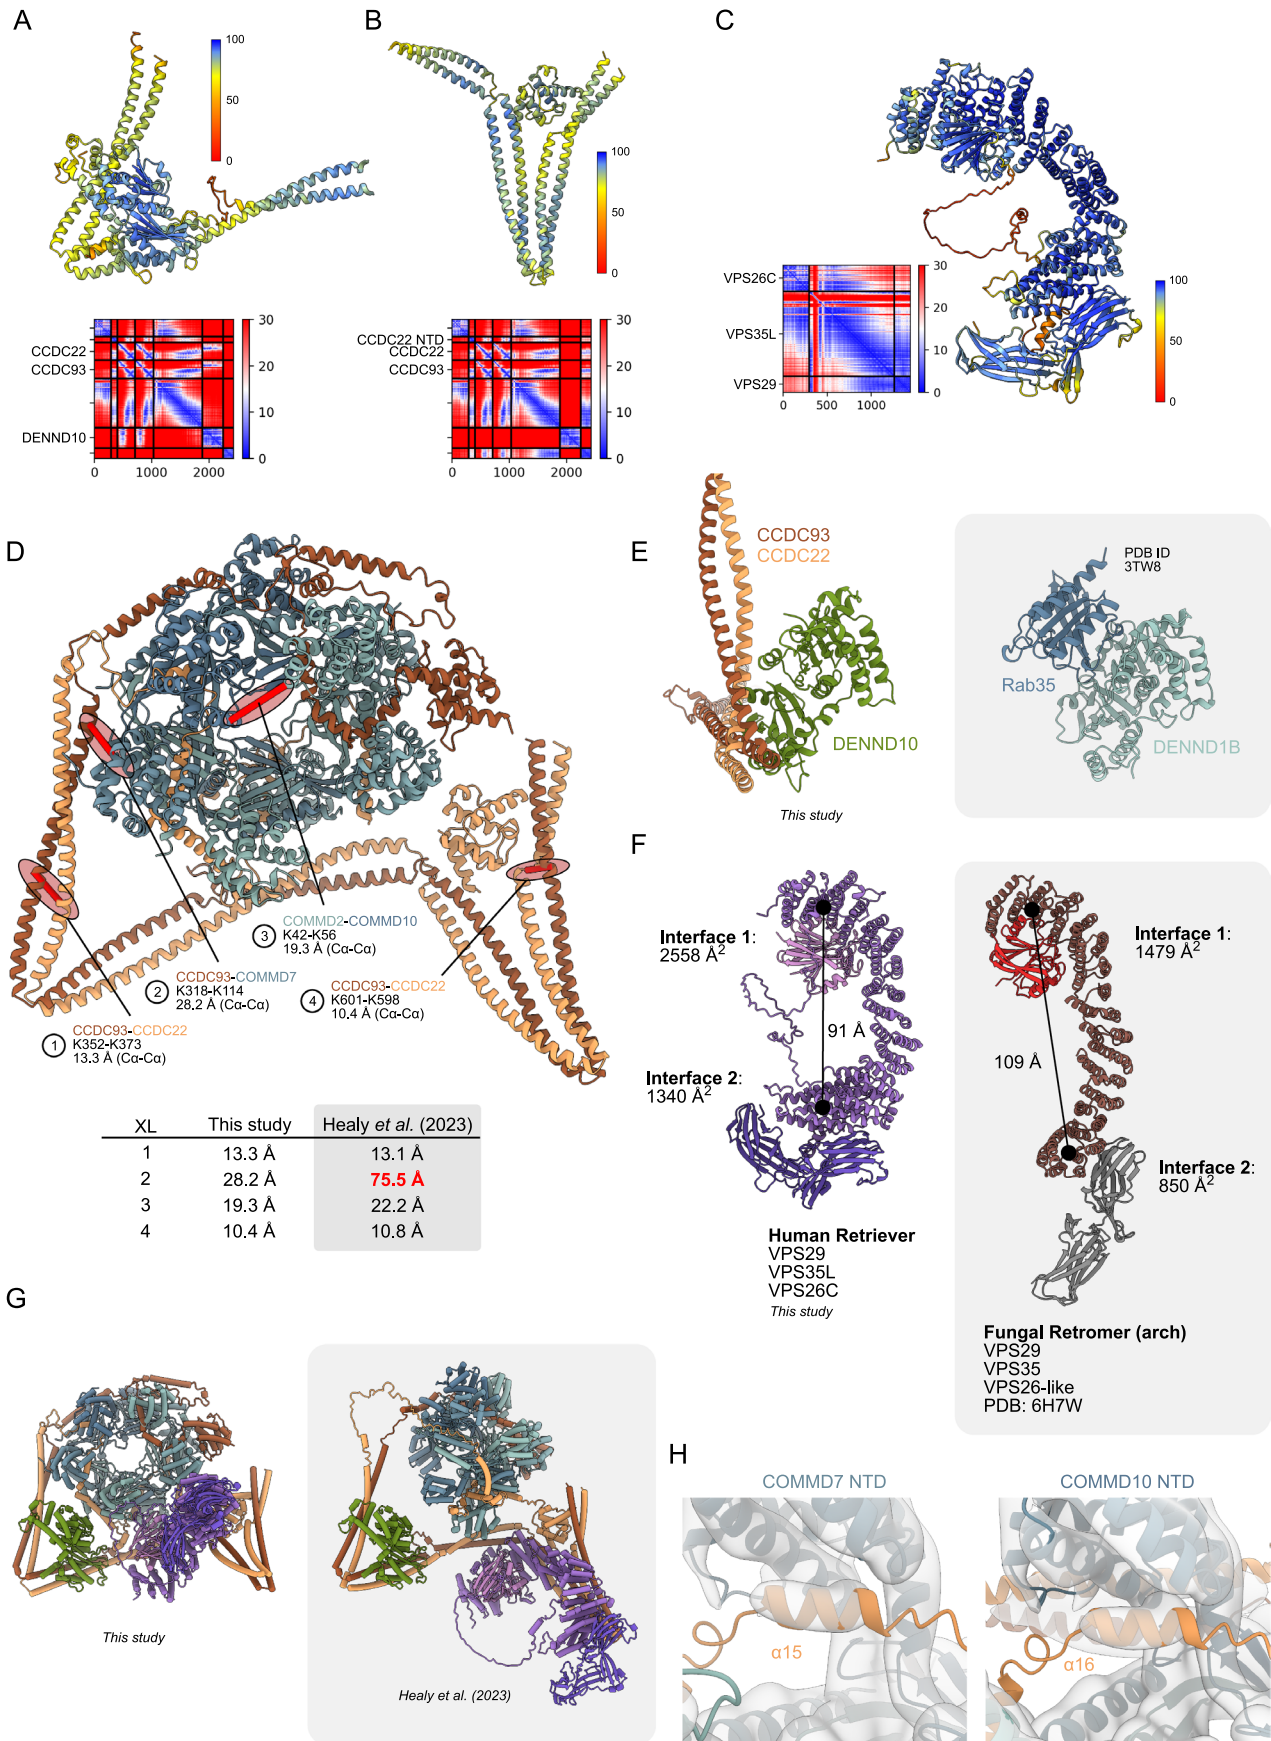 A
100
50
0
CCDC22
CCDC93
DENND10
30
20
10
0
0
1000
2000
B
100
50
0
CCDC22 NTD
CCDC22
CCDC93
30
20
10
0
0
1000
2000
C
VPS26C
VPS35L
VPS29
30
20
10
0
0
500
1000
100
50
0
D
COMMD2-COMMD10
3
K42-K56
19.3 Å (Cα-Cα)
CCDC93-COMMD7
2
K318-K114
28.2 Å (Cα-Cα)
CCDC93-CCDC22
4
K601-K598
10.4 Å (Cα-Cα)
CCDC93-CCDC22
1
K352-K373
13.3 Å (Cα-Cα)
XL This study Healy et al. (2023)
1 13.3 Å 13.1 Å
2 28.2 Å 75.5 Å
3 19.3 Å 22.2 Å
4 10.4 Å 10.8 Å
E
CCDC93
CCDC22
DENND10
This study
PDB ID
3TW8
Rab35
DENND1B
F
Interface 1:
2558 Å2
91 Å
Interface 2:
1340 Å2
Human Retriever
VPS29
VPS35L
VPS26C
This study
Interface 1:
1479 Å2
109 Å
Interface 2:
850 Å2
Fungal Retromer (arch)
VPS29
VPS35
VPS26-like
PDB: 6H7W
G
This study
Healy et al. (2023)
H
COMMD7 NTD
α15
COMMD10 NTD
α16